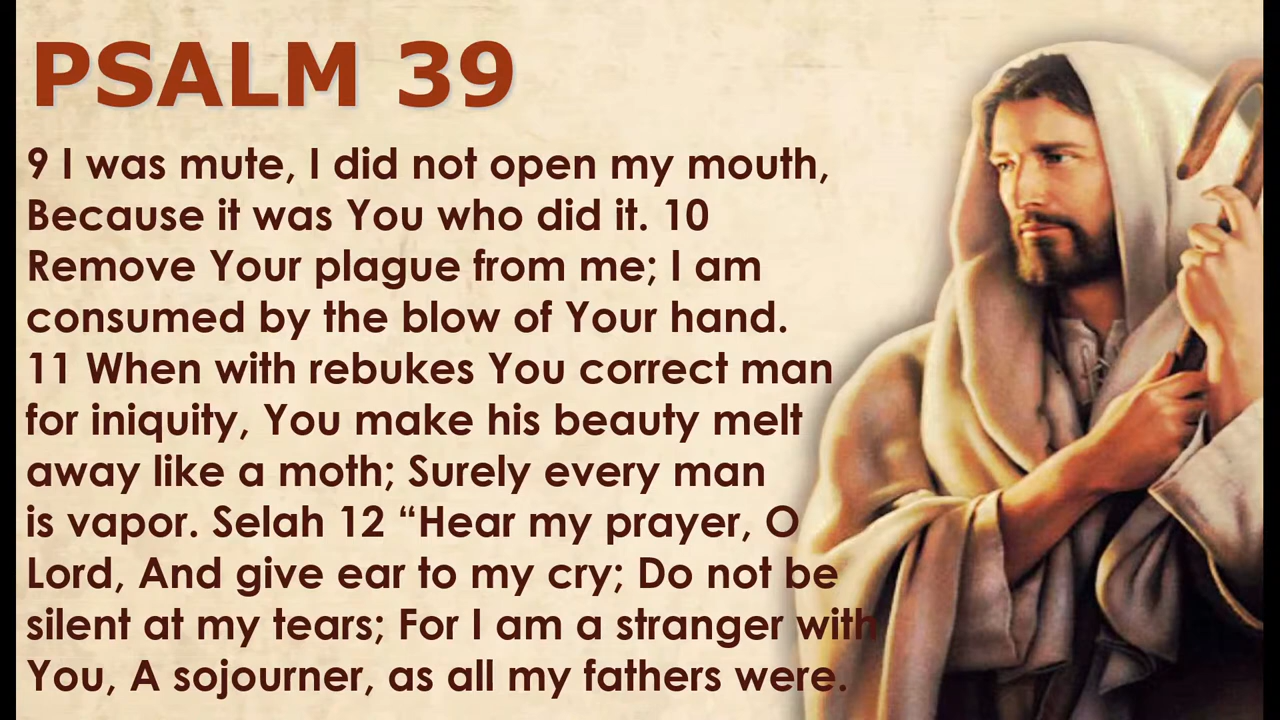 PSALM 39
9 I was mute, I did not open my mouth,
Because it was You who did it. 10
Remove Your plague from me; I am
consumed by the blow of Your hand.
11 When with rebukes You correct man
for iniquity, You make his beauty melt
away like a moth; Surely every man
is vapor. Selah 12 “Hear my prayer, O
Lord, And give ear to my cry; Do not be
silent at my tears; For I am a stranger with
You, A sojourner, as all my fathers were.